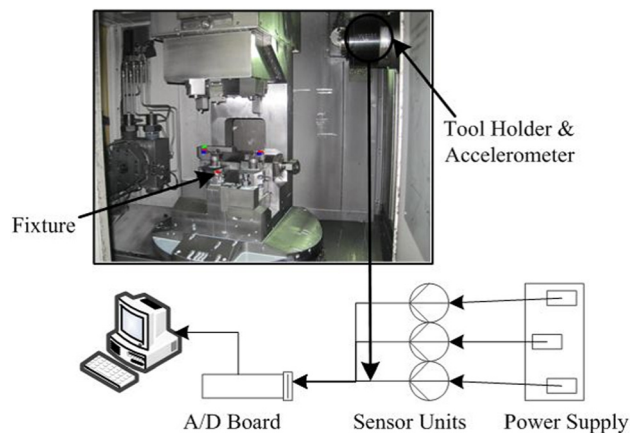 Tool Holder &
Accelerometer
Fixture
A/D Board
Sensor Units
Power Supply